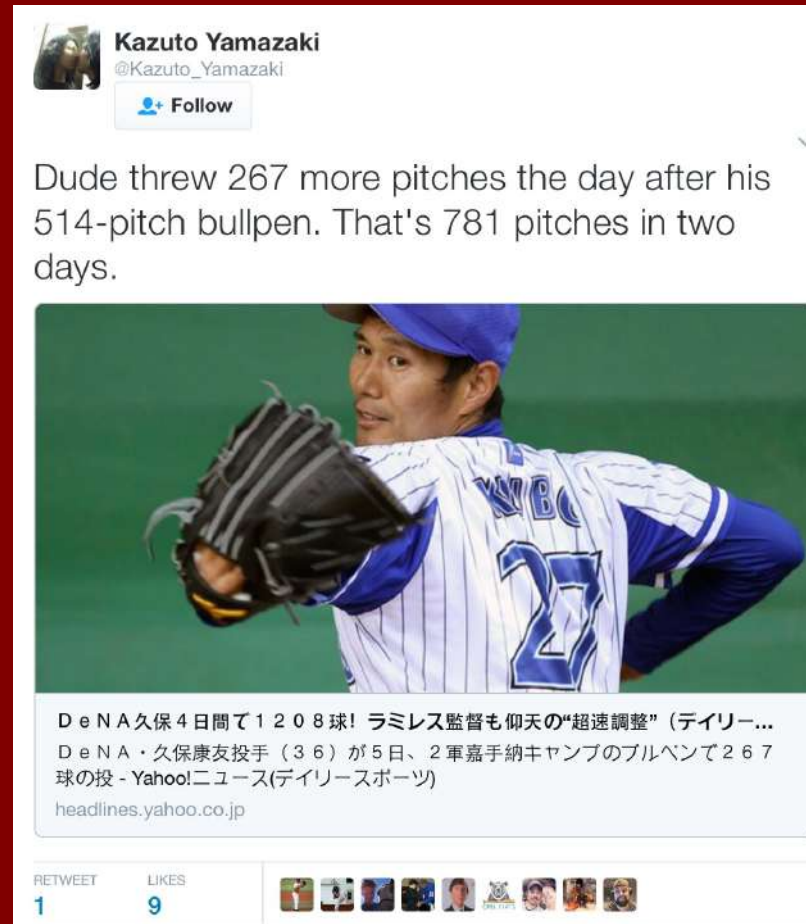 Kazuto Yamazaki
@Kazuto_Yamazaki
Follow
Dude threw 267 more pitches the day after his
514-pitch bullpen. That's 781 pitches in two
days.
27
ＤｅＮＡ久保４日間で１２０８球！ラミレス監督も仰天の“超速調整”（デイリー...
ＤｅＮＡ・久保康友投手（３６）が５日、２軍嘉手納キャンプのブルペンで２６７
球の投 - Yahoo!ニュース(デイリースポーツ)
headlines.yahoo.co.jp
RETWEET LIKES
1 9